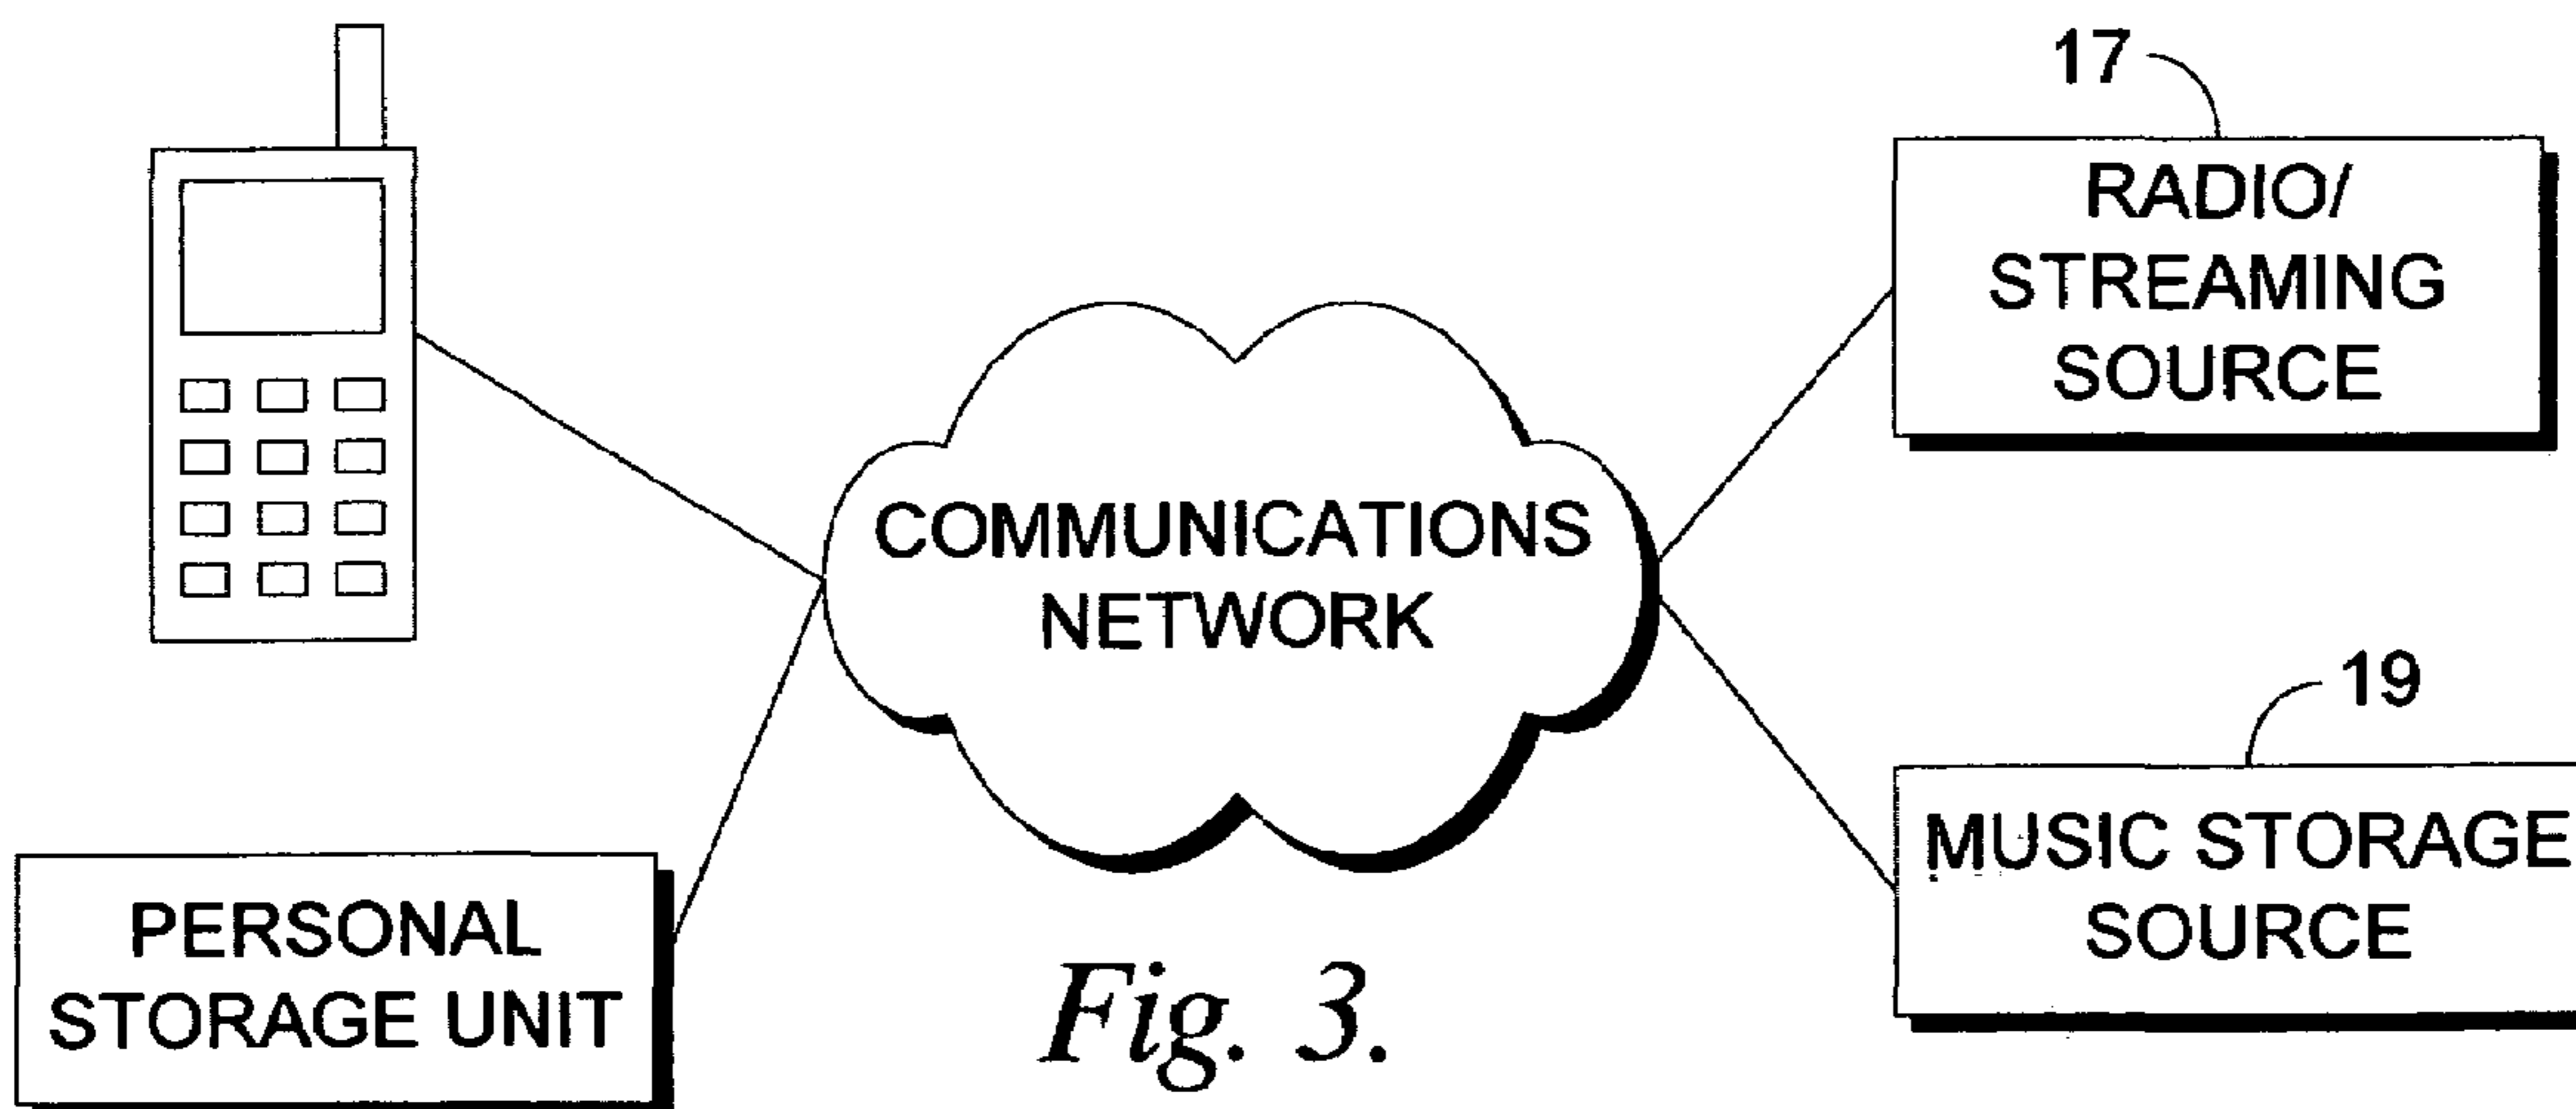 17
RADIO/
STREAMING
SOURCE
COMMUNICATIONS
NETWORK
19
MUSIC STORAGE
SOURCE
PERSONAL
STORAGE UNIT
Fig. 3.